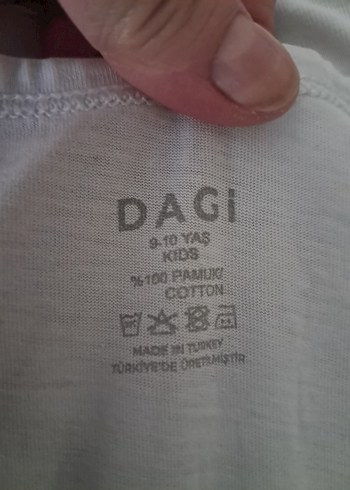 DAGi
9-10 YAŞ
KIDS
%100 PAMUK/
COTTON
MADE IN TURKEY
TÜRKİYE'DE ÜRETİLMİŞTİR